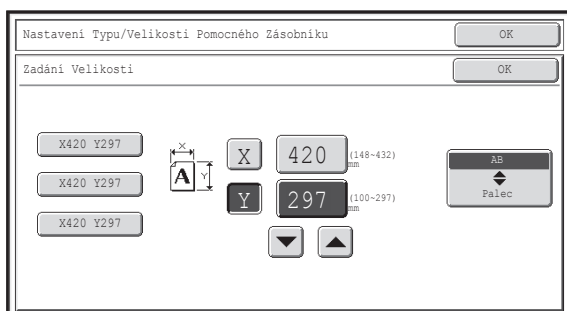 Nastavení Typu/Velikosti Pomocného Zásobníku OK
Zadání Velikosti OK
X420 Y297
X420 Y297
X420 Y297
X
A Y
X 420 (148~432) mm
Y 297 (100~297) mm
AB
Palec